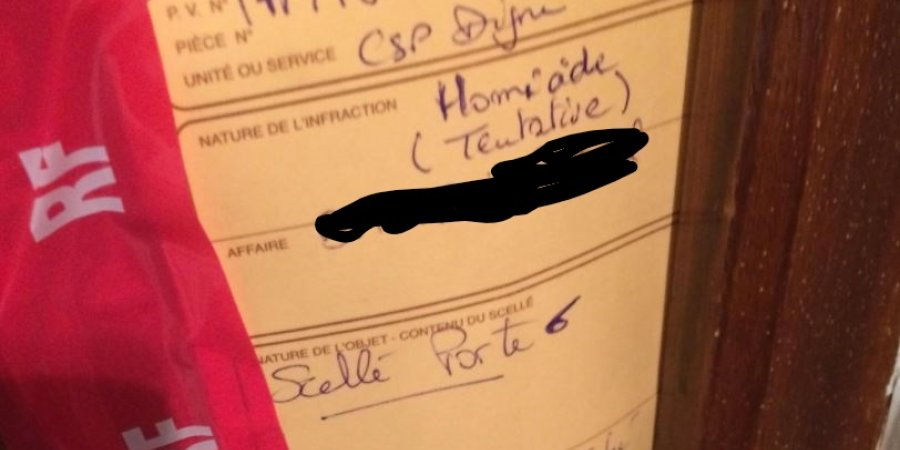 P.V. N°
PIÈCE N°
UNITÉ OU SERVICE CSP Digne
NATURE DE L'INFRACTION Homicide
(Tentative)
AFFAIRE
NATURE DE L'OBJET - CONTENU DU SCELLÉ
Scellé Porte 6
RF
RF